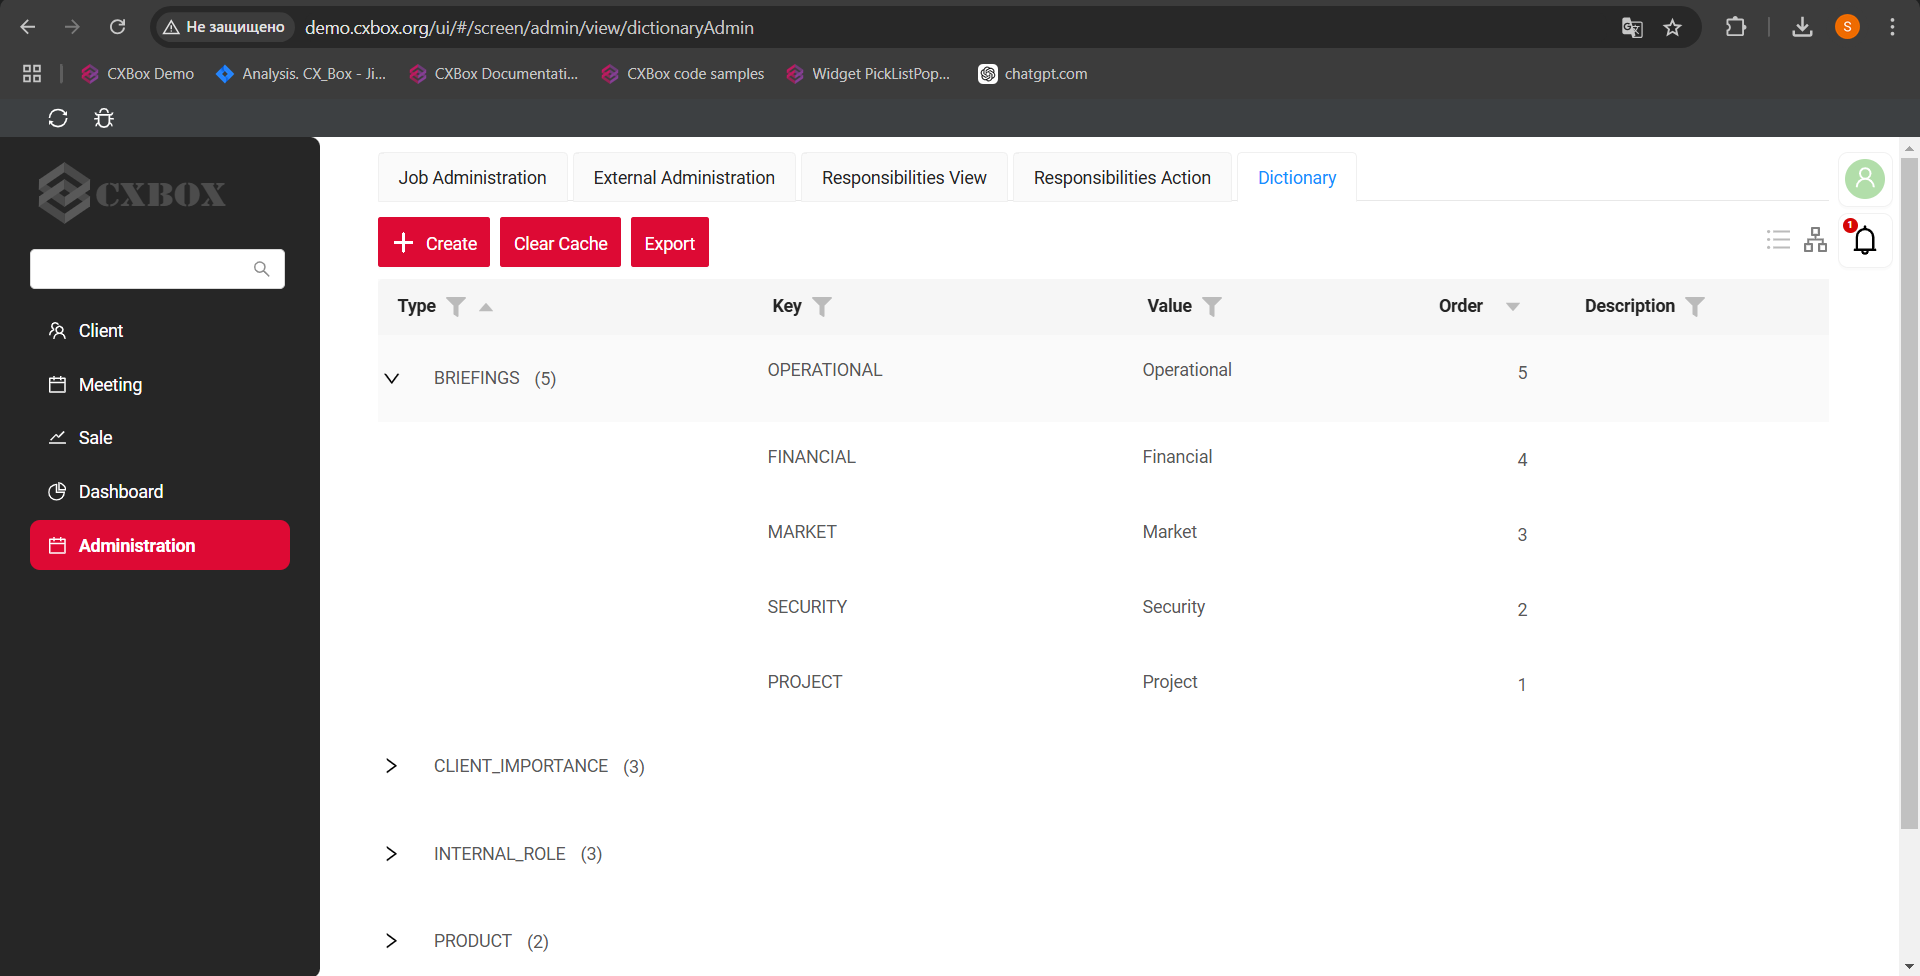 Не защищено demo.cxbox.org/ui/#/screen/admin/view/dictionaryAdmin S
CXBox Demo Analysis. CX_Box - Ji... CXBox Documentati... CXBox code samples Widget PickListPop... chatgpt.com
CXBOX
Client
Meeting
Sale
Dashboard
Administration
Job Administration External Administration Responsibilities View Responsibilities Action Dictionary
Create Clear Cache Export
1
Type Key Value Order Description
BRIEFINGS (5) OPERATIONAL Operational 5
FINANCIAL Financial 4
MARKET Market 3
SECURITY Security 2
PROJECT Project 1
CLIENT_IMPORTANCE (3)
INTERNAL_ROLE (3)
PRODUCT (2)